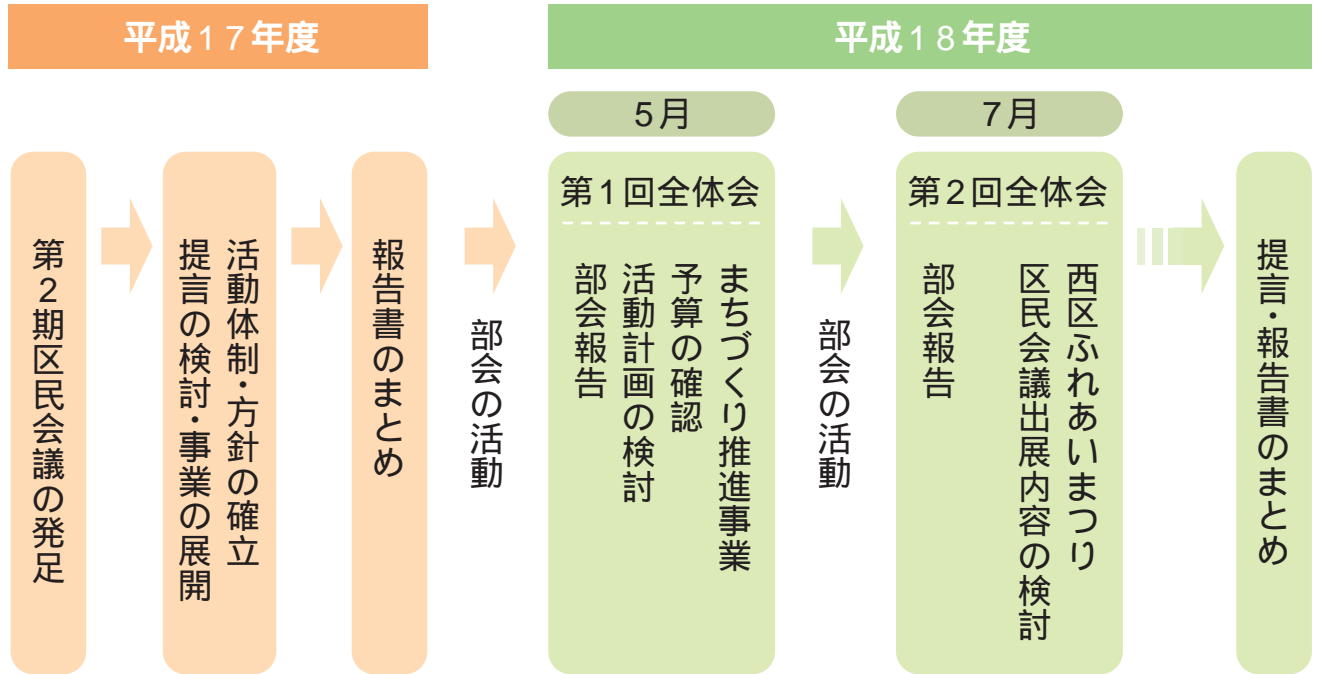 平成17年度
第2期区民会議の発足
活動体制・方針の確立
提言の検討・事業の展開
報告書のまとめ
部会の活動
平成18年度
5月
第1回全体会
まちづくり推進事業
予算の確認
活動計画の検討
部会報告
部会の活動
7月
第2回全体会
西区ふれあいまつり
区民会議出展内容の検討
部会報告
提言・報告書のまとめ